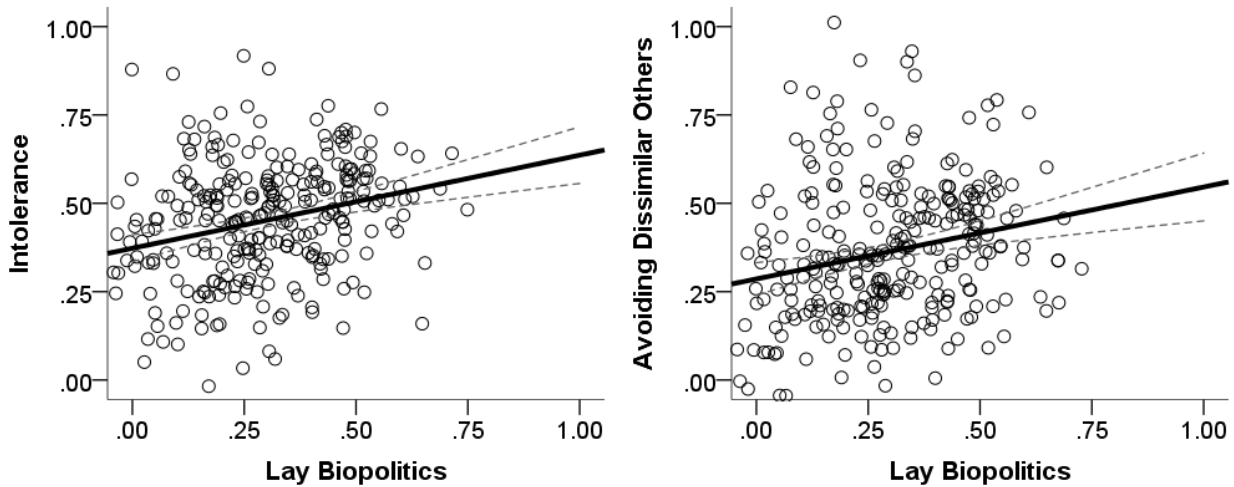 1.00
.75
.50
.25
.00
Intolerance
.00 .25 .50 .75 1.00
Lay Biopolitics
1.00
.75
.50
.25
.00
Avoiding Dissimilar Others
.00 .25 .50 .75 1.00
Lay Biopolitics